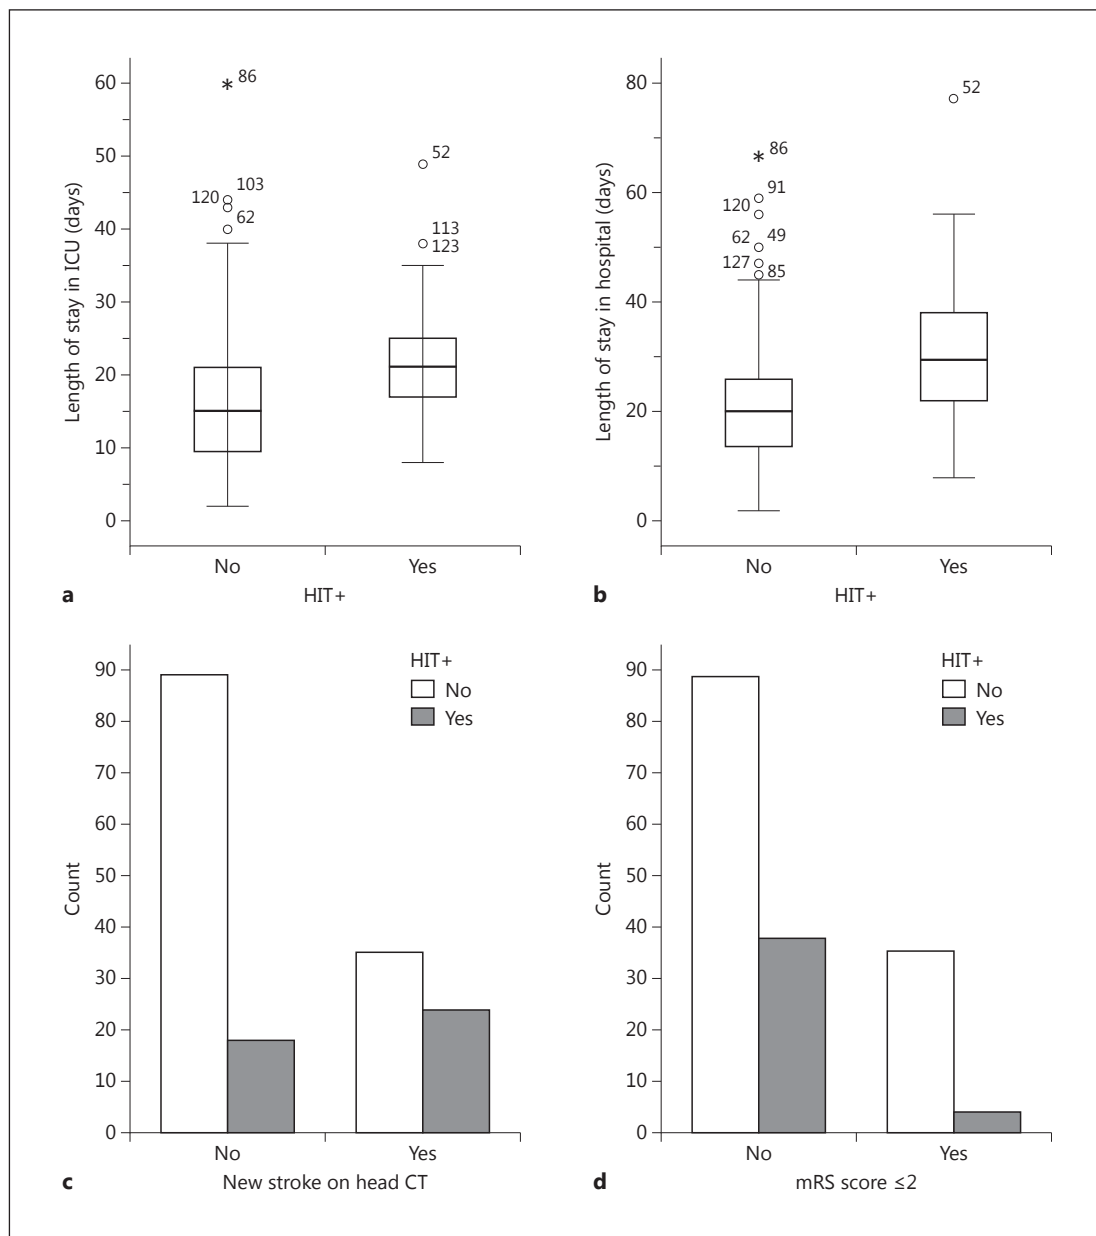 60
50
40
30
20
10
0
Length of stay in ICU (days)
86
103
120
62
52
113
123
No
Yes
a
HIT+
80
60
40
20
0
Length of stay in hospital (days)
86
91
120
62
49
127
85
52
No
Yes
b
HIT+
90
80
70
60
50
40
30
20
10
0
Count
HIT+
No
Yes
No
Yes
c
New stroke on head CT
90
80
70
60
50
40
30
20
10
0
Count
HIT+
No
Yes
No
Yes
d
mRS score ≤2